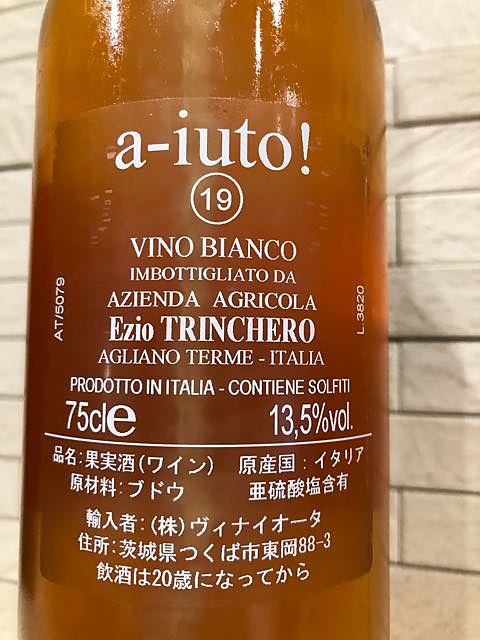 a-iuto!
19
VINO BIANCO
IMBOTTIGLIATO DA
AZIENDA AGRICOLA
Ezio TRINCHERO
AGLIANO TERME - ITALIA
AT/5079
L.3820
PRODOTTO IN ITALIA - CONTIENE SOLFITI
75cl e 13,5%vol.
品名:果実酒(ワイン) 原産国:イタリア
原材料:ブドウ 亜硫酸塩含有
輸入者:(株)ヴィナイオータ
住所:茨城県つくば市東岡88-3
飲酒は20歳になってから